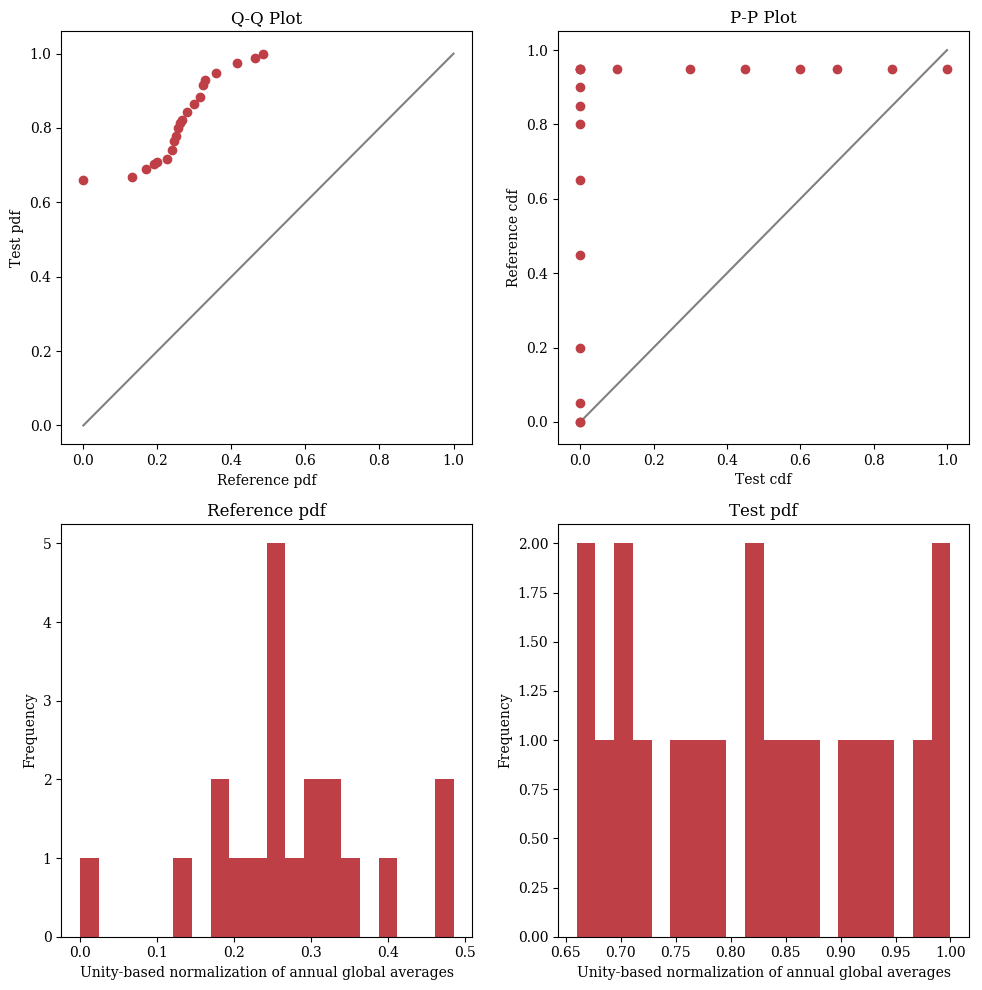 Q-Q Plot
1.0
0.8
0.6
0.4
0.2
0.0
Test pdf
0.0 0.2 0.4 0.6 0.8 1.0
Reference pdf
P-P Plot
1.0
0.8
0.6
0.4
0.2
0.0
Reference cdf
0.0 0.2 0.4 0.6 0.8 1.0
Test cdf
Reference pdf
5
4
3
2
1
0
Frequency
0.0 0.1 0.2 0.3 0.4 0.5
Unity-based normalization of annual global averages
Test pdf
2.00
1.75
1.50
1.25
1.00
0.75
0.50
0.25
0.00
Frequency
0.65 0.70 0.75 0.80 0.85 0.90 0.95 1.00
Unity-based normalization of annual global averages